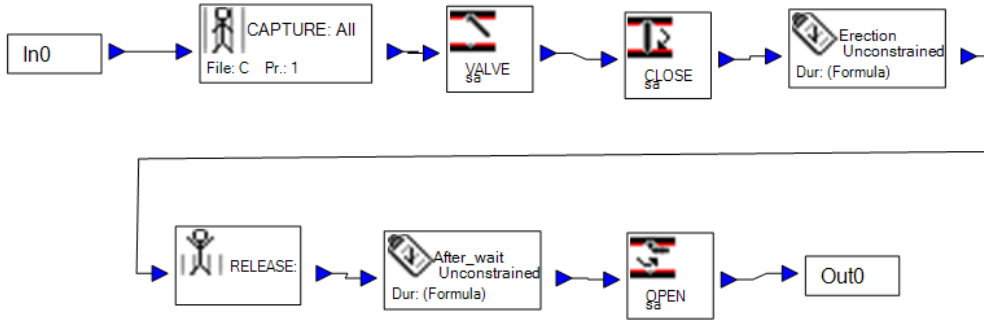 In0
CAPTURE: All
File: C Pr.: 1
VALVE
sa
CLOSE
sa
Erection
Unconstrained
Dur: (Formula)
RELEASE:
After_wait
Unconstrained
Dur: (Formula)
OPEN
sa
Out0